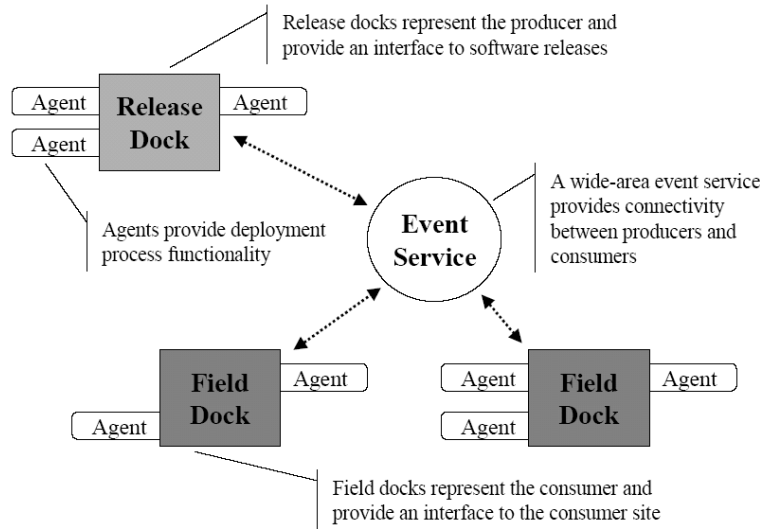 Release docks represent the producer and
provide an interface to software releases
Agent
Release
Dock
Agent
Agent
Agents provide deployment
process functionality
Event
Service
A wide-area event service
provides connectivity
between producers and
consumers
Field
Dock
Agent
Agent
Agent
Field
Dock
Agent
Agent
Field docks represent the consumer and
provide an interface to the consumer site